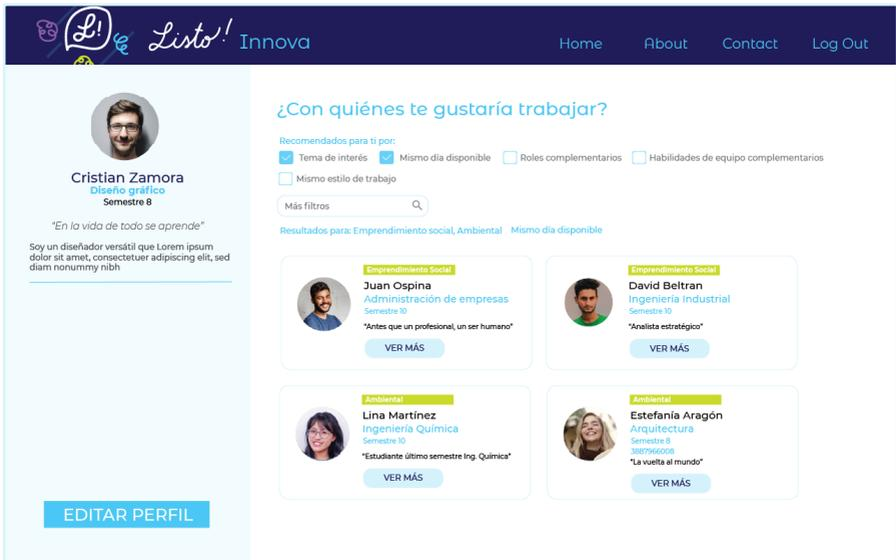 L!
Listo! Innova
Home About Contact Log Out
Cristian Zamora
Diseño gráfico
Semestre 8
“En la vida de todo se aprende”
Soy un diseñador versátil que Lorem ipsum
dolor sit amet, consectetuer adipiscing elit, sed
diam nonummy nibh
EDITAR PERFIL
¿Con quiénes te gustaría trabajar?
Recomendados para ti por:
Tema de interés Mismo día disponible Roles complementarios Habilidades de equipo complementarios
Mismo estilo de trabajo
Más filtros
Resultados para: Emprendimiento social, Ambiental Mismo día disponible
Emprendimiento Social
Juan Ospina
Administración de empresas
Semestre 10
“Antes que un profesional, un ser humano”
VER MÁS
Emprendimiento Social
David Beltran
Ingeniería Industrial
Semestre 10
“Analista estratégico”
VER MÁS
Ambiental
Lina Martínez
Ingeniería Química
Semestre 10
“Estudiante último semestre Ing. Química”
VER MÁS
Ambiental
Estefanía Aragón
Arquitectura
Semestre 8
3887966008
“La vuelta al mundo”
VER MÁS